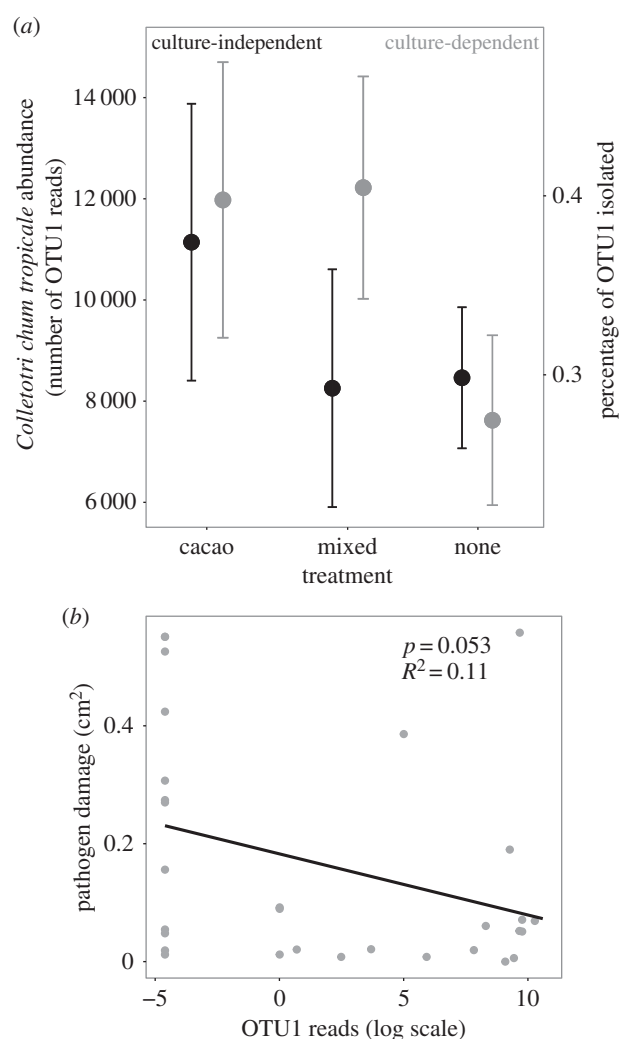 (a)
culture-independent
culture-dependent
Colletotri chum tropicale abundance
(number of OTU1 reads)
14 000
12 000
10 000
8 000
6 000
0.4
0.3
percentage of OTU1 isolated
cacao
mixed
none
treatment
(b)
p = 0.053
R² = 0.11
pathogen damage (cm²)
0.4
0.2
0
−5
0
5
10
OTU1 reads (log scale)